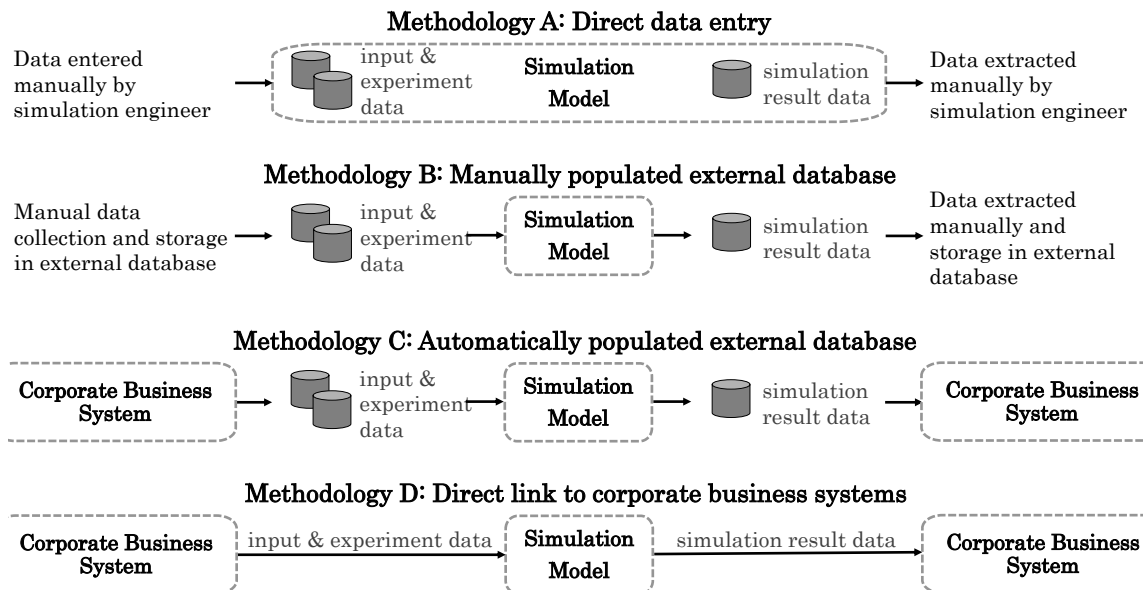 Methodology A: Direct data entry
Data entered
manually by
simulation engineer
input &
experiment
data
Simulation
Model
simulation
result data
Data extracted
manually by
simulation engineer
Methodology B: Manually populated external database
Manual data
collection and storage
in external database
input &
experiment
data
Simulation
Model
simulation
result data
Data extracted
manually and
storage in external
database
Methodology C: Automatically populated external database
Corporate Business
System
input &
experiment
data
Simulation
Model
simulation
result data
Corporate Business
System
Methodology D: Direct link to corporate business systems
Corporate Business
System
input & experiment data
Simulation
Model
simulation result data
Corporate Business
System